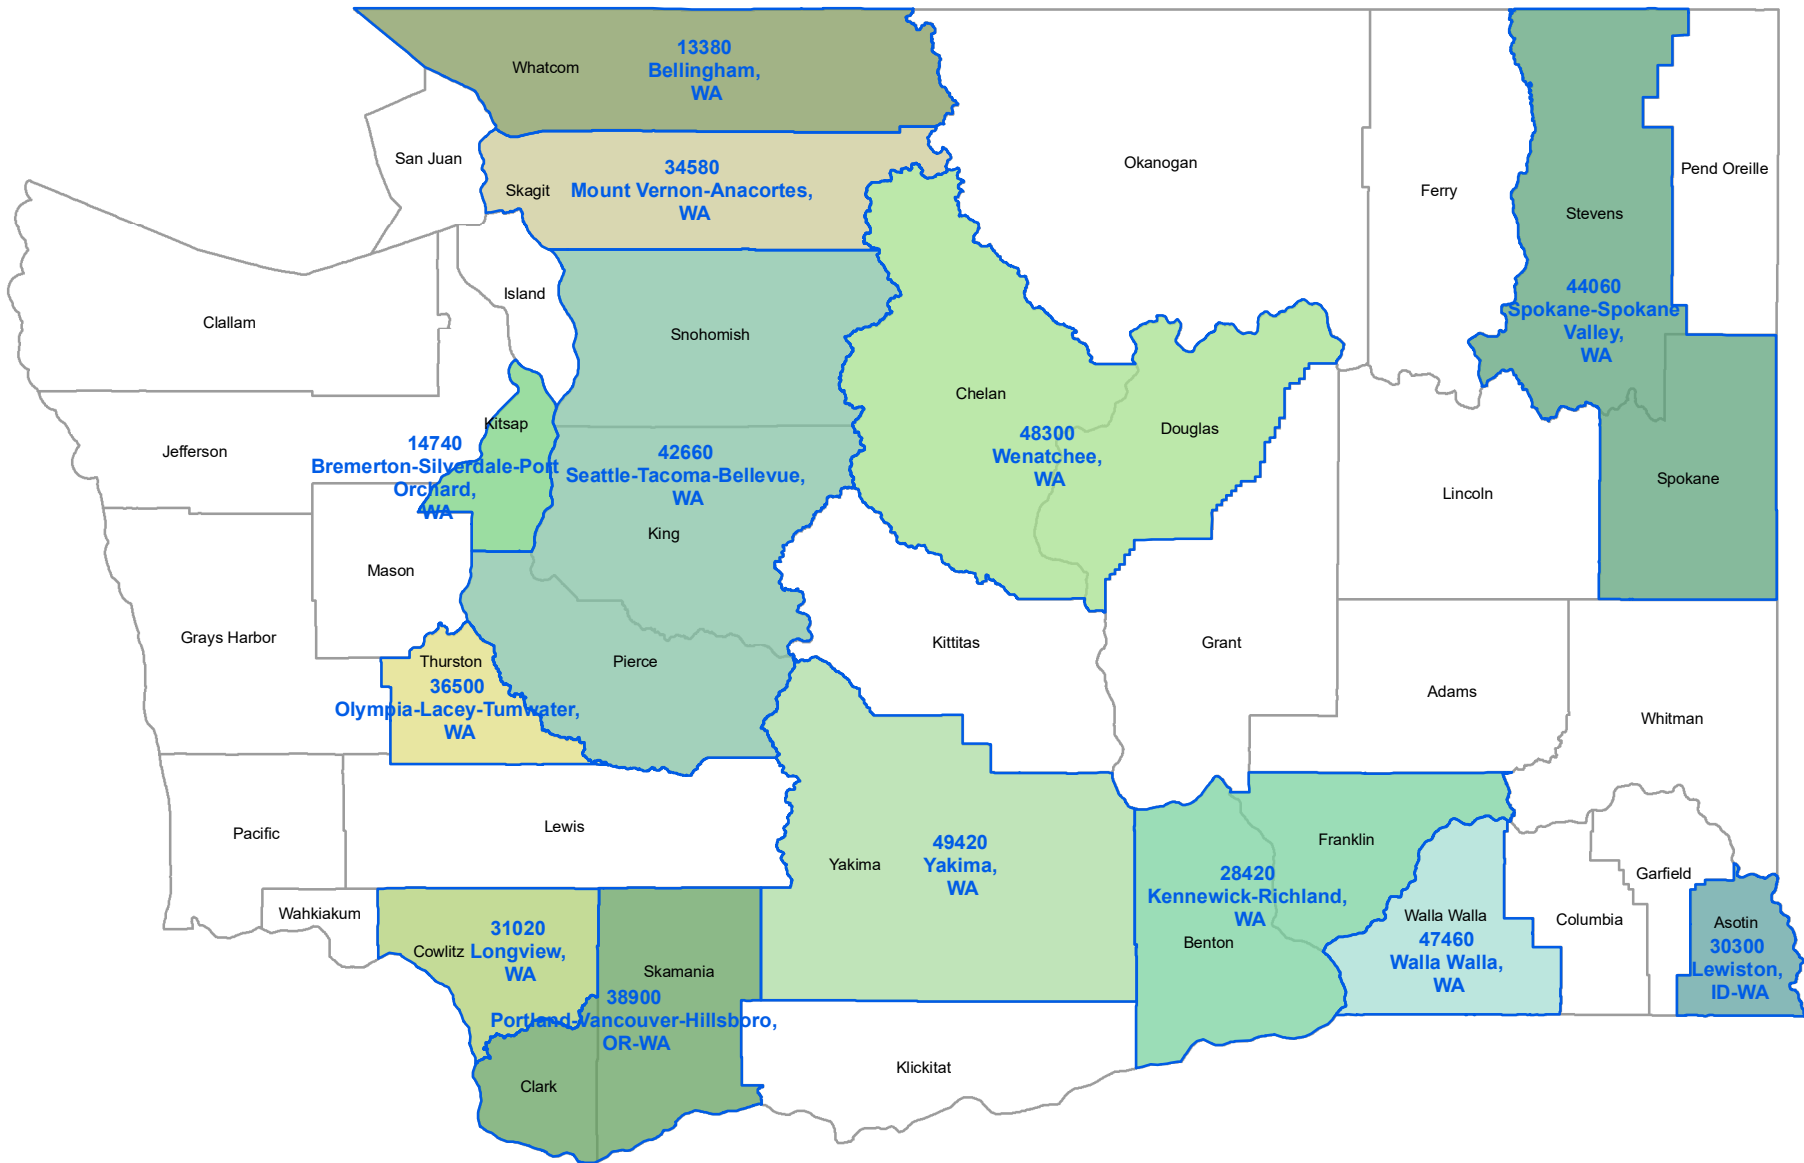 13380
Bellingham,
WA
Whatcom
San Juan
34580
Mount Vernon-Anacortes,
WA
Skagit
Okanogan
Ferry
Pend Oreille
Stevens
44060
Spokane-Spokane
Valley,
WA
Island
Clallam
Snohomish
Chelan
Douglas
48300
Wenatchee,
WA
Kitsap
14740
Bremerton-Silverdale-Port
Orchard,
WA
42660
Seattle-Tacoma-Bellevue,
WA
Jefferson
Lincoln
Spokane
King
Mason
Grays Harbor
Kittitas
Grant
Thurston
36500
Olympia-Lacey-Tumwater,
WA
Pierce
Adams
Whitman
Pacific
Lewis
Yakima
49420
Yakima,
WA
Franklin
28420
Kennewick-Richland,
WA
Benton
Walla Walla
47460
Walla Walla,
WA
Columbia
Garfield
Asotin
30300
Lewiston,
ID-WA
Wahkiakum
Cowlitz
31020
Longview,
WA
Skamania
38900
Portland-Vancouver-Hillsboro,
OR-WA
Clark
Klickitat